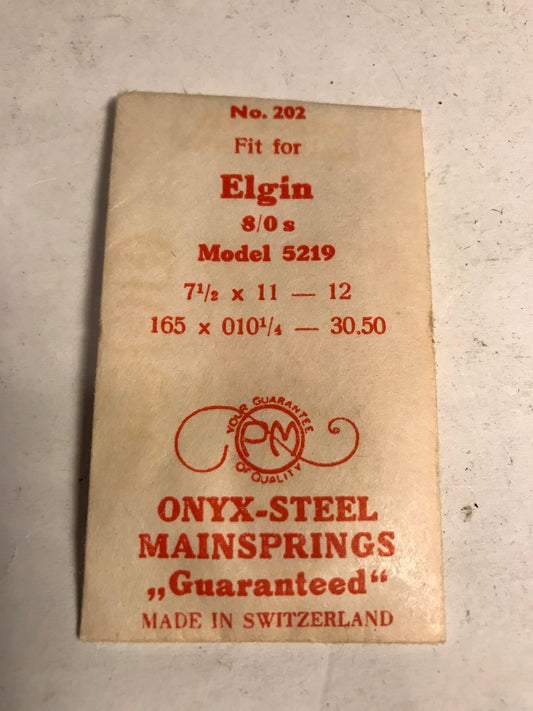 No. 202
Fit for
Elgin
8/0 s
Model 5219
7½ x 11 — 12
165 x 010¼ — 30.50
YOUR GUARANTEE
PM
OF QUALITY
ONYX-STEEL
MAINSPRINGS
„Guaranteed“
MADE IN SWITZERLAND